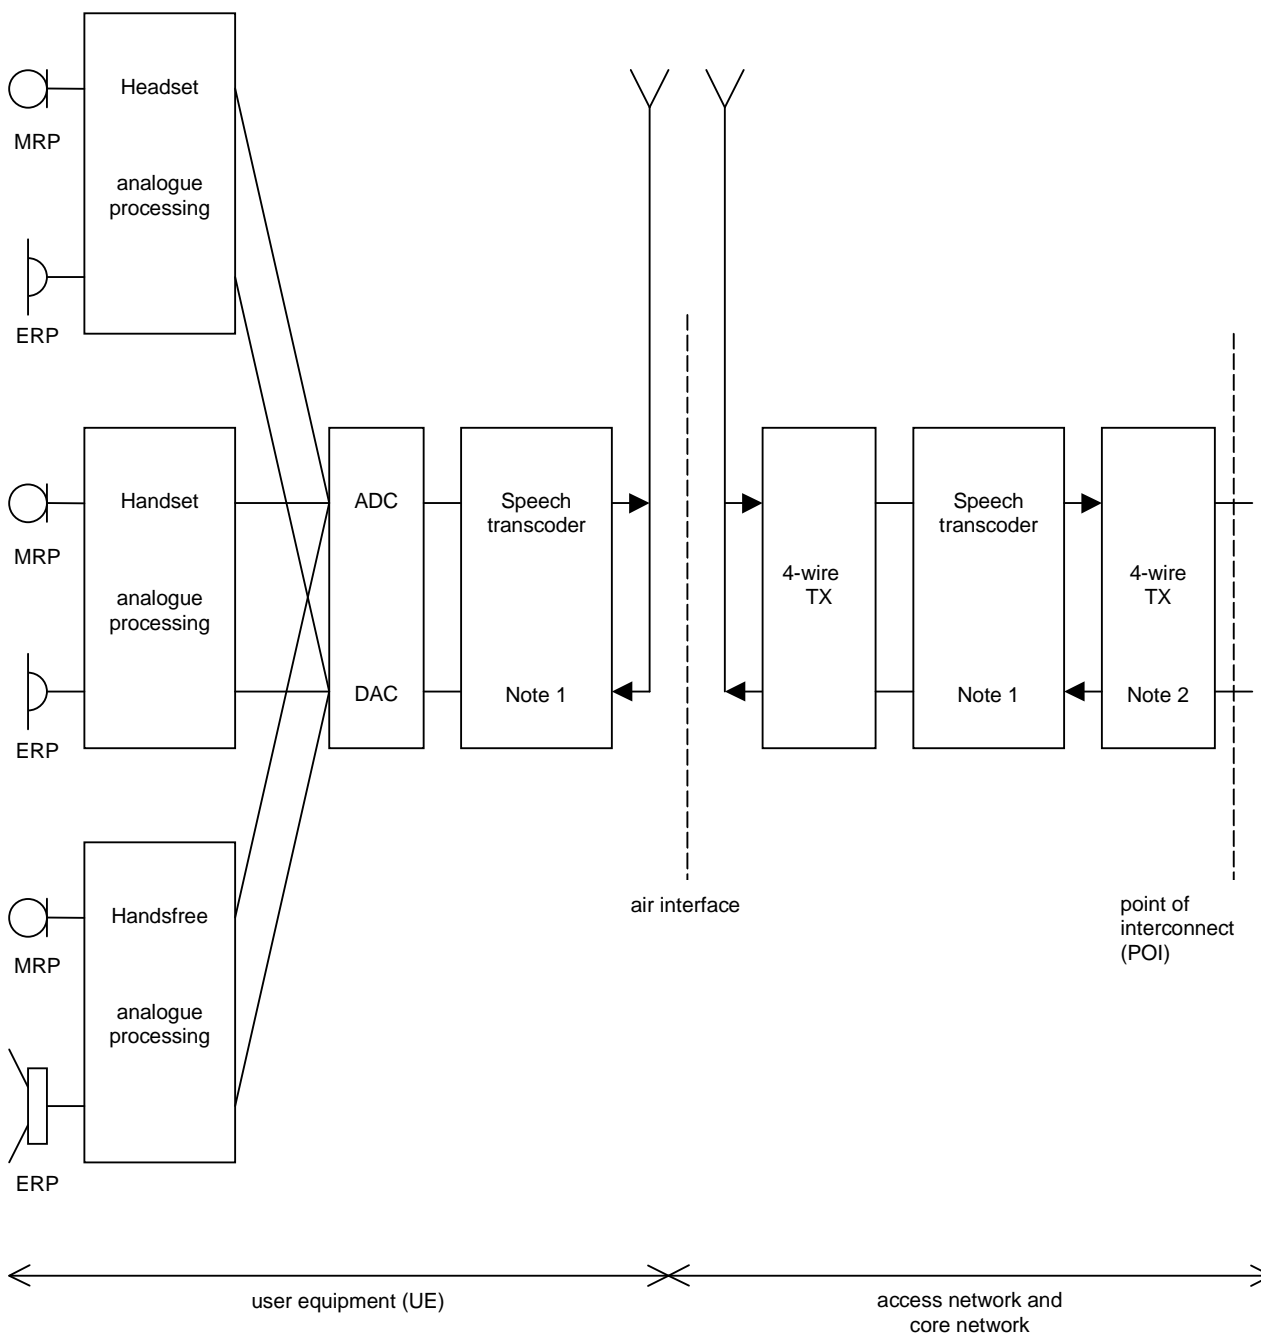 Headset
MRP
analogue
processing
ERP
Handset
MRP
analogue
processing
ERP
ADC
DAC
Speech
transcoder
Note 1
4-wire
TX
Speech
transcoder
Note 1
4-wire
TX
Note 2
Handsfree
MRP
analogue
processing
ERP
air interface
point of
interconnect
(POI)
user equipment (UE)
access network and
core network